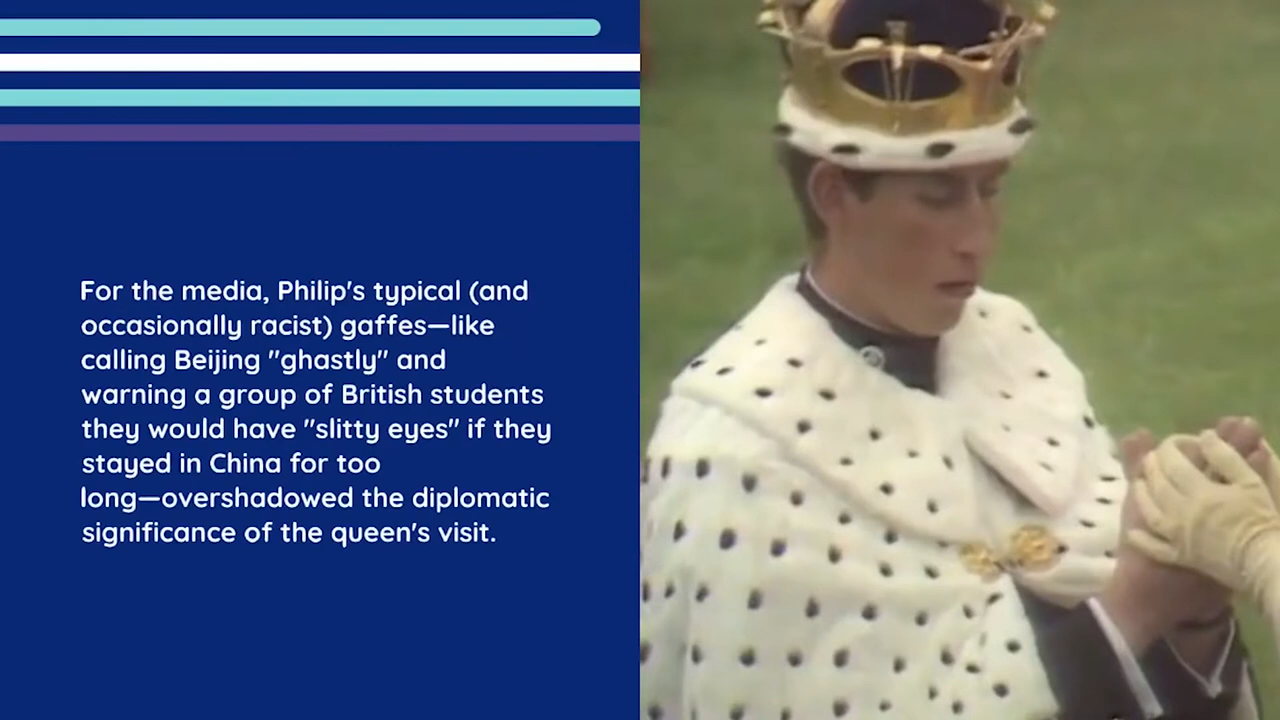 For the media, Philip's typical (and
occasionally racist) gaffes—like
calling Beijing "ghastly" and
warning a group of British students
they would have "slitty eyes" if they
stayed in China for too
long—overshadowed the diplomatic
significance of the queen's visit.